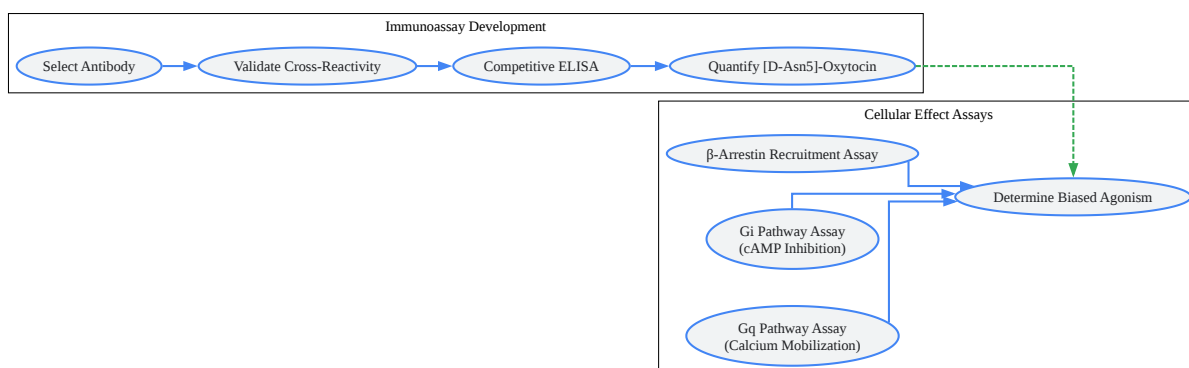 Immunoassay Development
Select Antibody
Validate Cross-Reactivity
Competitive ELISA
Quantify [D-Asn5]-Oxytocin
Cellular Effect Assays
β-Arrestin Recruitment Assay
Determine Biased Agonism
Gi Pathway Assay
(cAMP Inhibition)
Gq Pathway Assay
(Calcium Mobilization)